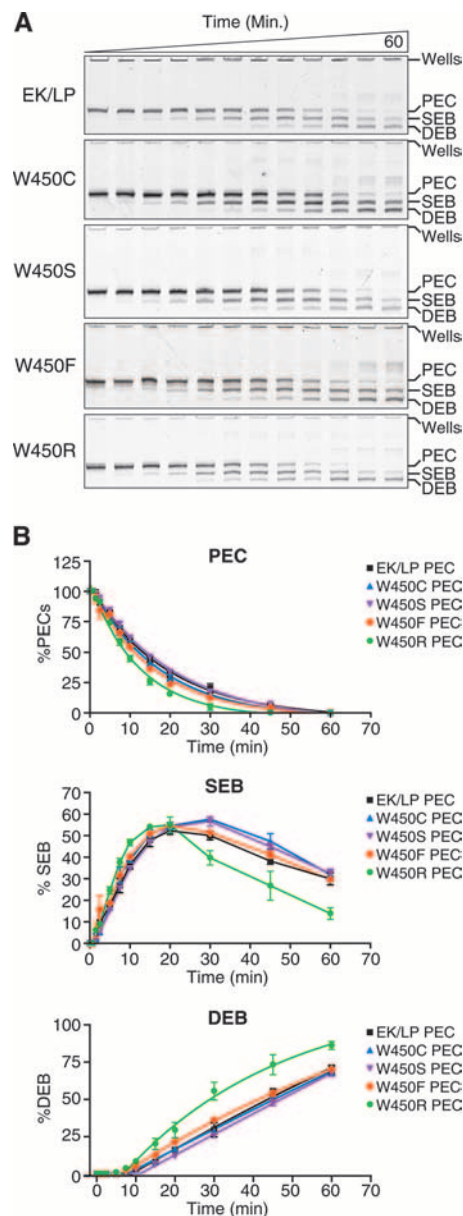 A
Time (Min.)
60
EK/LP
Wells
PEC
SEB
DEB
W450C
Wells
PEC
SEB
DEB
W450S
Wells
PEC
SEB
DEB
W450F
Wells
PEC
SEB
DEB
W450R
Wells
PEC
SEB
DEB
B
PEC
%PECs
125
100
75
50
25
0
0 10 20 30 40 50 60 70
Time (min)
EK/LP PEC
W450C PEC
W450S PEC
W450F PEC
W450R PEC
SEB
% SEB
70
60
50
40
30
20
10
0
0 10 20 30 40 50 60 70
Time (min)
EK/LP PEC
W450C PEC
W450S PEC
W450F PEC
W450R PEC
DEB
%DEB
100
75
50
25
0
0 10 20 30 40 50 60 70
Time (min)
EK/LP PEC
W450C PEC
W450S PEC
W450F PEC
W450R PEC